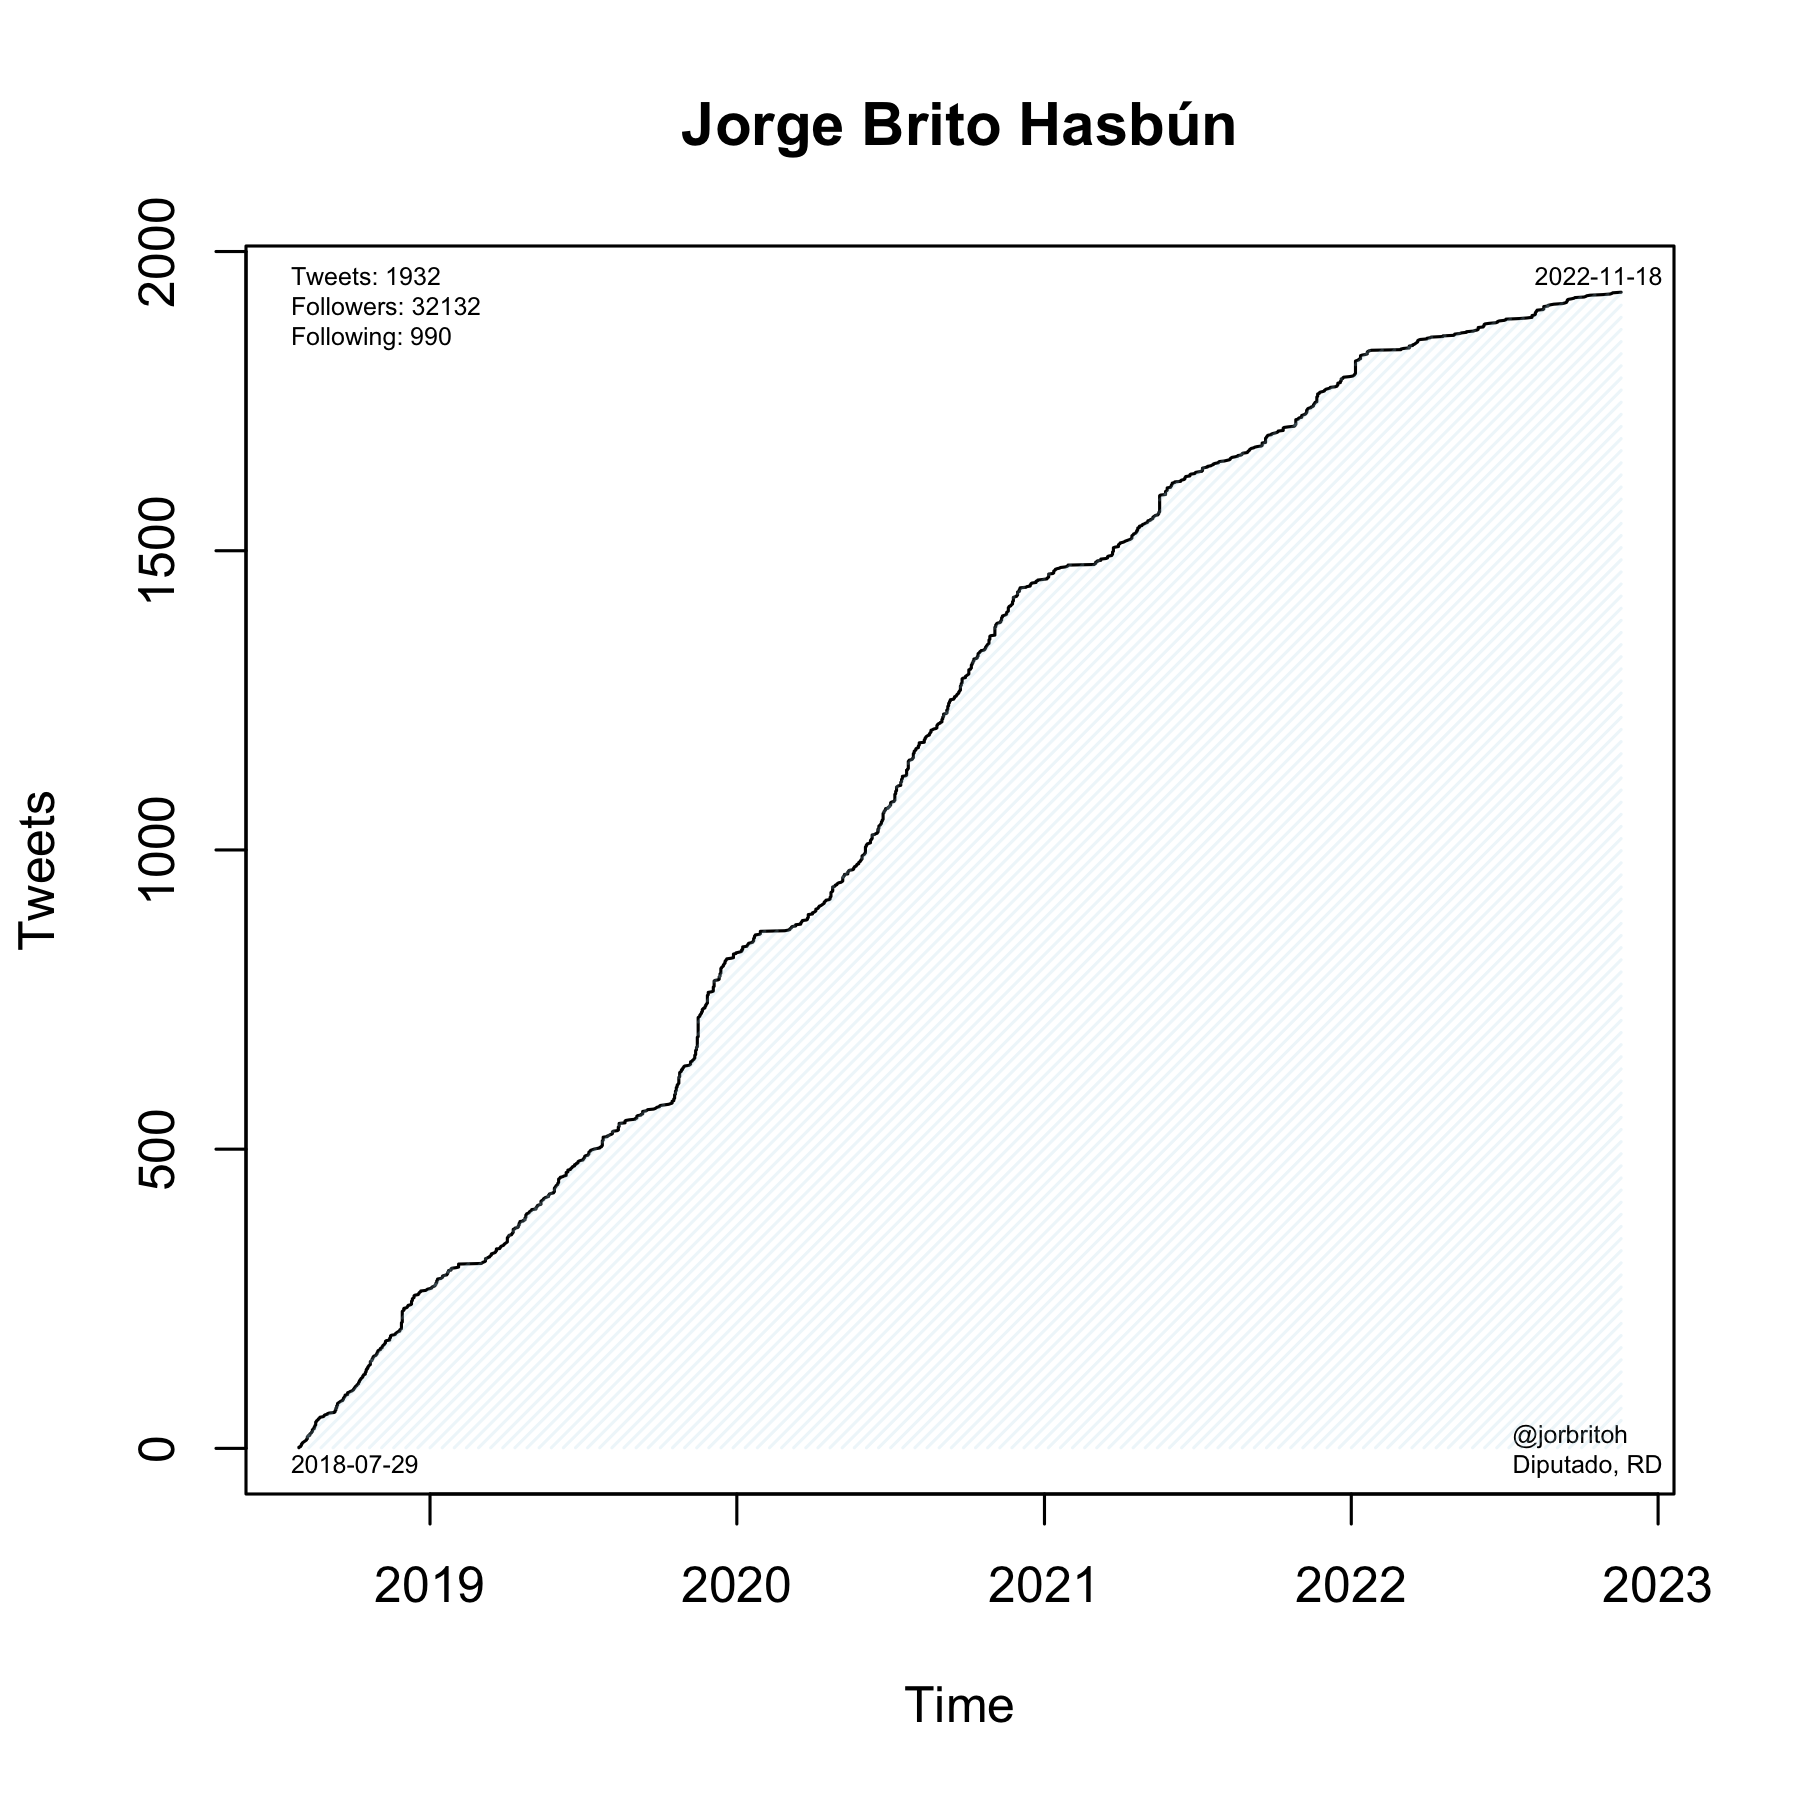 Jorge Brito Hasbún
Tweets: 1932
Followers: 32132
Following: 990
2022-11-18
2000
1500
1000
500
0
Tweets
2018-07-29
@jorbritoh
Diputado, RD
2019
2020
2021
2022
2023
Time